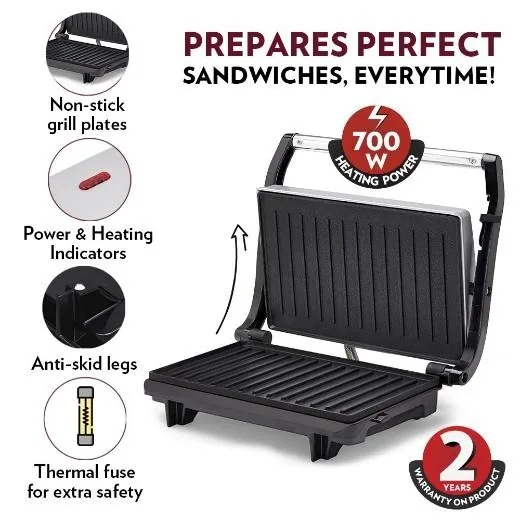 PREPARES PERFECT
SANDWICHES, EVERYTIME!
Non-stick
grill plates
Power & Heating
Indicators
Anti-skid legs
Thermal fuse
for extra safety
700
W
HEATING POWER
2
YEARS
WARRANTY ON PRODUCT